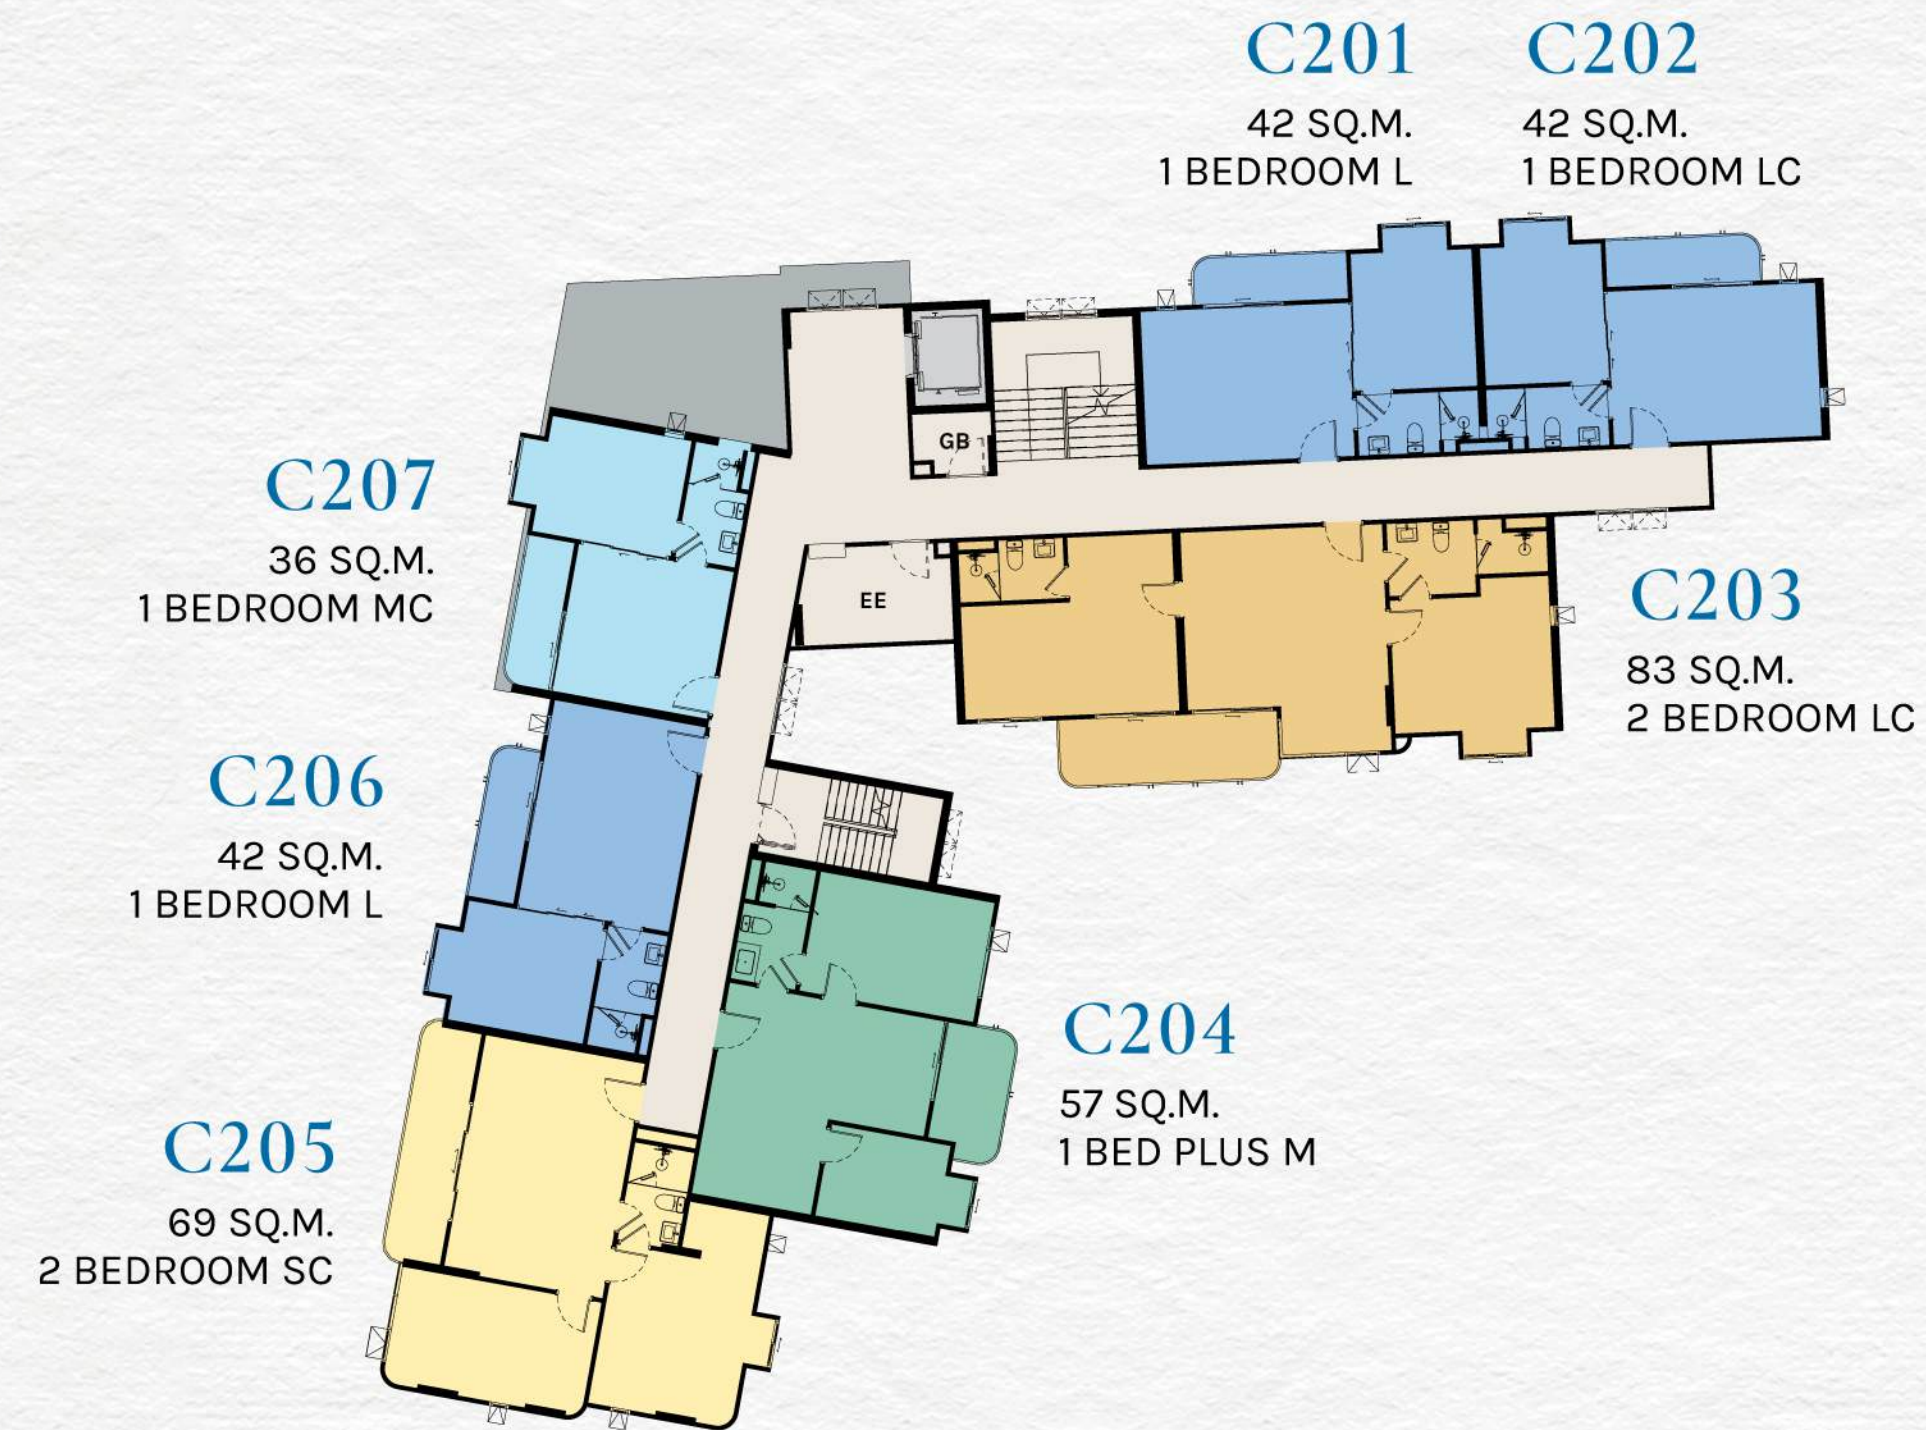 C201
42 SQ.M.
1 BEDROOM L
C202
42 SQ.M.
1 BEDROOM LC
GB
C207
36 SQ.M.
1 BEDROOM MC
EE
C203
83 SQ.M.
2 BEDROOM LC
C206
42 SQ.M.
1 BEDROOM L
C204
57 SQ.M.
1 BED PLUS M
C205
69 SQ.M.
2 BEDROOM SC